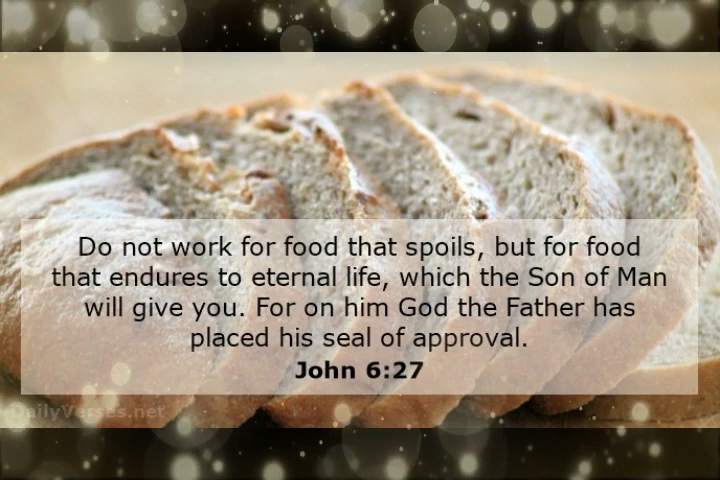 Do not work for food that spoils, but for food
that endures to eternal life, which the Son of Man
will give you. For on him God the Father has
placed his seal of approval.
John 6:27
DailyVerses.net